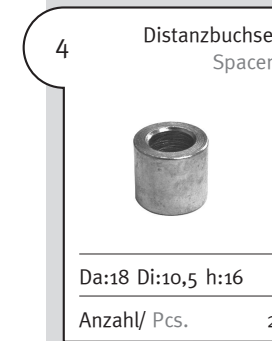 4
Distanzbuchse
Spacer
Da:18 Di:10,5 h:16
Anzahl/ Pcs.